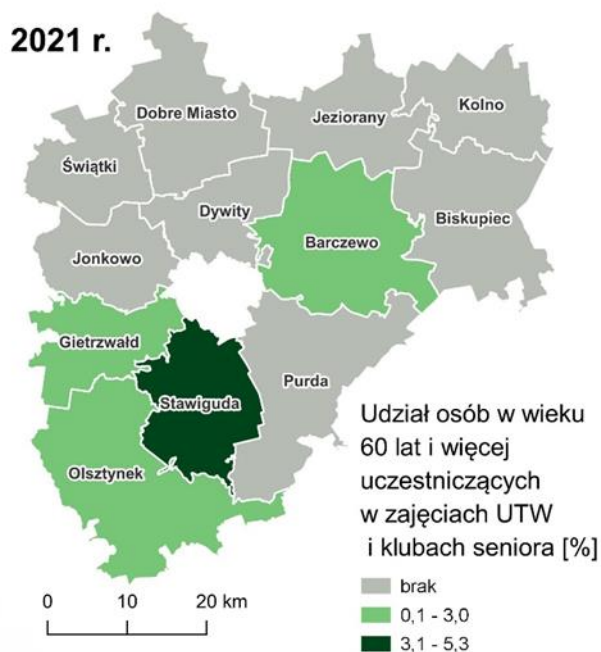 2021 r.
Dobre Miasto
Jeziorany
Kolno
Świątki
Dywity
Biskupiec
Barczewo
Jonkowo
Gietrzwałd
Purda
Stawiguda
Olsztynek
Udział osób w wieku
60 lat i więcej
uczestniczących
w zajęciach UTW
i klubach seniora [%]
brak
0,1 - 3,0
3,1 - 5,3
0 10 20 km